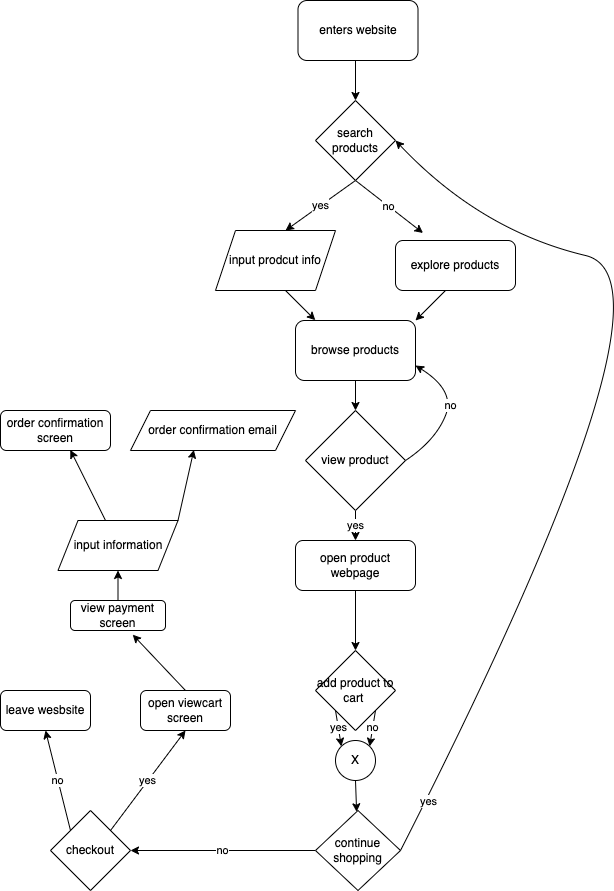 enters website
search
products
yes
no
input prodcut info
explore products
browse products
no
order confirmation
screen
order confirmation email
view product
yes
input information
open product
webpage
view payment
screen
add product to
cart
leave wesbsite
open viewcart
screen
yes
no
X
no
yes
yes
continue
shopping
checkout
no